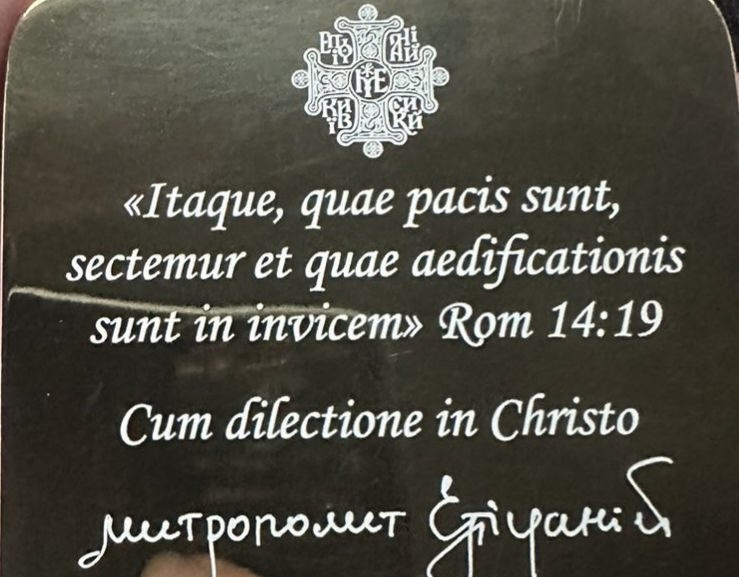 «Itaque, quae pacis sunt,
sectemur et quae aedificationis
sunt in invicem» Rom 14:19
Cum dilectione in Christo
митрополит Епіфаній